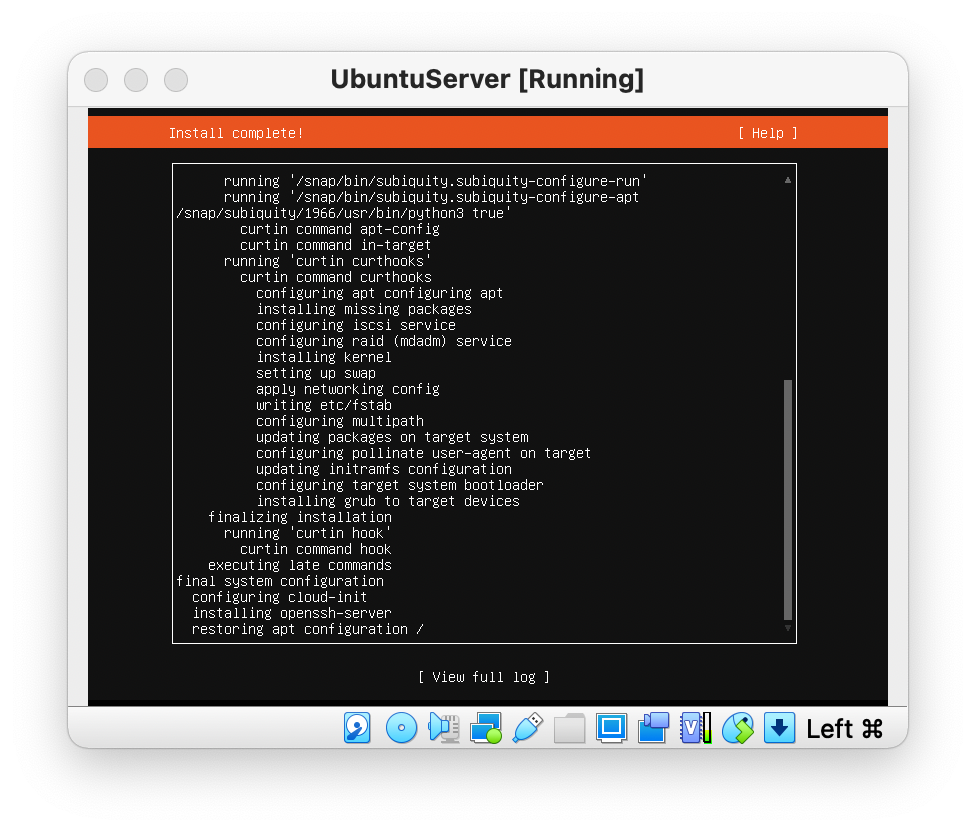 UbuntuServer [Running]
Install complete!
[ Help ]
running '/snap/bin/subiquity.subiquity-configure-run'
running '/snap/bin/subiquity.subiquity-configure-apt
/snap/subiquity/1966/usr/bin/python3 true'
curtin command apt-config
curtin command in-target
running 'curtin curthooks'
curtin command curthooks
configuring apt configuring apt
installing missing packages
configuring iscsi service
configuring raid (mdadm) service
installing kernel
setting up swap
apply networking config
writing etc/fstab
configuring multipath
updating packages on target system
configuring pollinate user-agent on target
updating initramfs configuration
configuring target system bootloader
installing grub to target devices
finalizing installation
running 'curtin hook'
curtin command hook
executing late commands
final system configuration
configuring cloud-init
installing openssh-server
restoring apt configuration /
[ View full log ]
V
Left ⌘